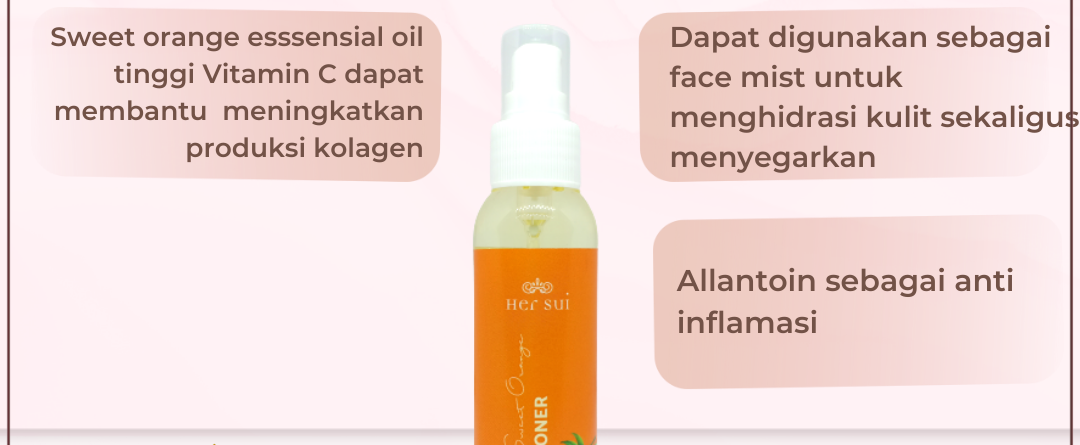 Sweet orange esssensial oil
tinggi Vitamin C dapat
membantu meningkatkan
produksi kolagen
Dapat digunakan sebagai
face mist untuk
menghidrasi kulit sekaligus
menyegarkan
Allantoin sebagai anti
inflamasi
Her sui
Sweet Orange
ONER